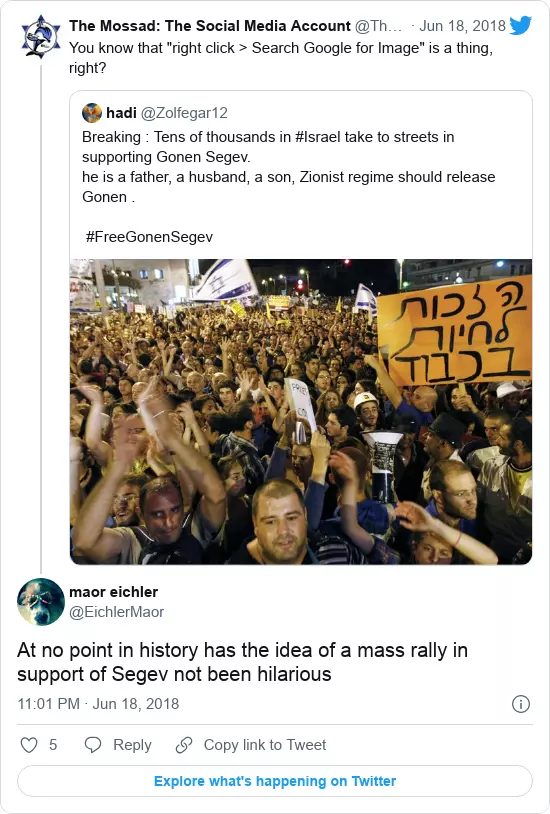 The Mossad: The Social Media Account @Th… · Jun 18, 2018
You know that "right click > Search Google for Image" is a thing,
right?
hadi @Zolfegar12
Breaking : Tens of thousands in #Israel take to streets in
supporting Gonen Segev.
he is a father, a husband, a son, Zionist regime should release
Gonen .
#FreeGonenSegev
הזכות
לחיות
בכבוד
maor eichler
@EichlerMaor
At no point in history has the idea of a mass rally in
support of Segev not been hilarious
11:01 PM · Jun 18, 2018
5 Reply Copy link to Tweet
Explore what's happening on Twitter